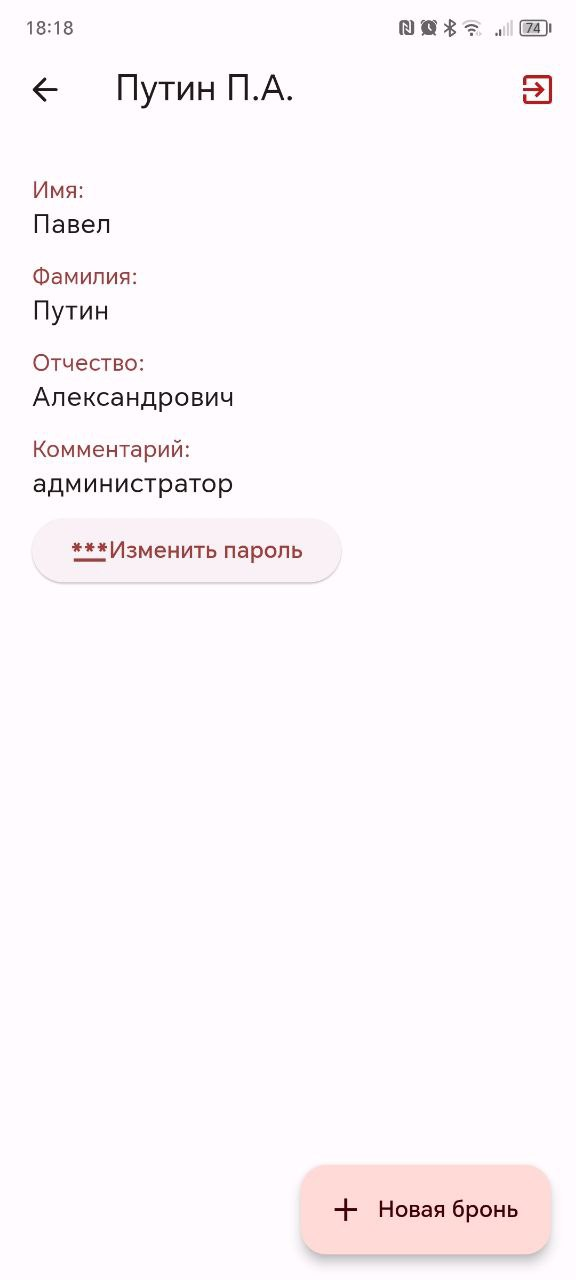 18:18
74
Путин П.А.
Имя:
Павел
Фамилия:
Путин
Отчество:
Александрович
Комментарий:
администратор
***Изменить пароль
+ Новая бронь